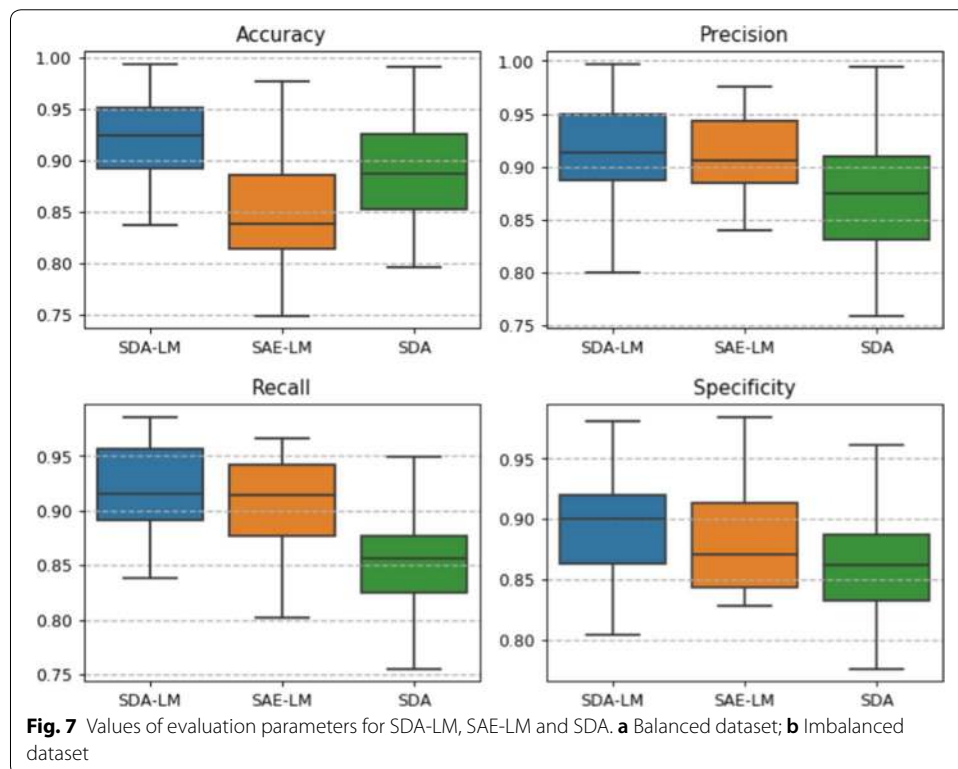 Accuracy
1.00
0.95
0.90
0.85
0.80
0.75
SDA-LM SAE-LM SDA
Precision
1.00
0.95
0.90
0.85
0.80
0.75
SDA-LM SAE-LM SDA
Recall
0.95
0.90
0.85
0.80
0.75
SDA-LM SAE-LM SDA
Specificity
0.95
0.90
0.85
0.80
SDA-LM SAE-LM SDA
Fig. 7 Values of evaluation parameters for SDA-LM, SAE-LM and SDA. a Balanced dataset; b Imbalanced
dataset